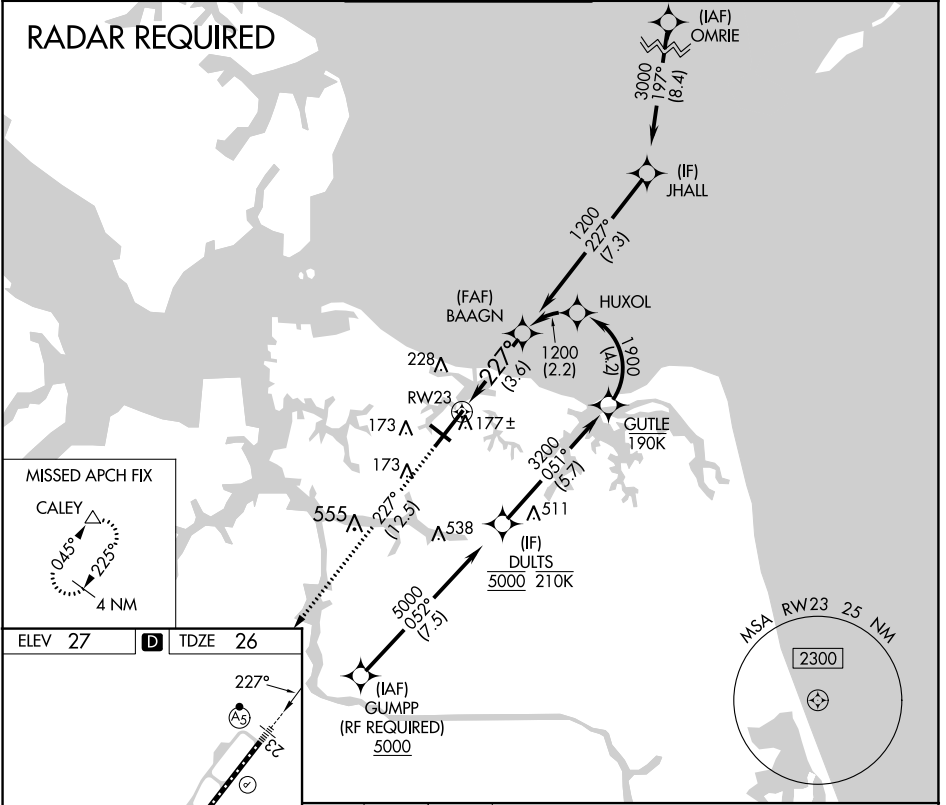 RADAR REQUIRED
(IAF)
OMRIE
3000
197°
(8.4)
(IF)
JHALL
1200
227°
(7.3)
(FAF)
BAAGN
HUXOL
1200
(2.2)
1900
(4.2)
227°
(3.6)
228
RW23
177±
173
173
GUTLE
190K
3200
051°
(5.7)
MISSED APCH FIX
CALEY
045°
225°
4 NM
555
227°
(12.5)
538
511
(IF)
DULTS
5000 210K
5000
052°
(7.5)
(IAF)
GUMPP
(RF REQUIRED)
5000
MSA RW23 25 NM
2300
ELEV 27 D TDZE 26
227°
A5
23
P